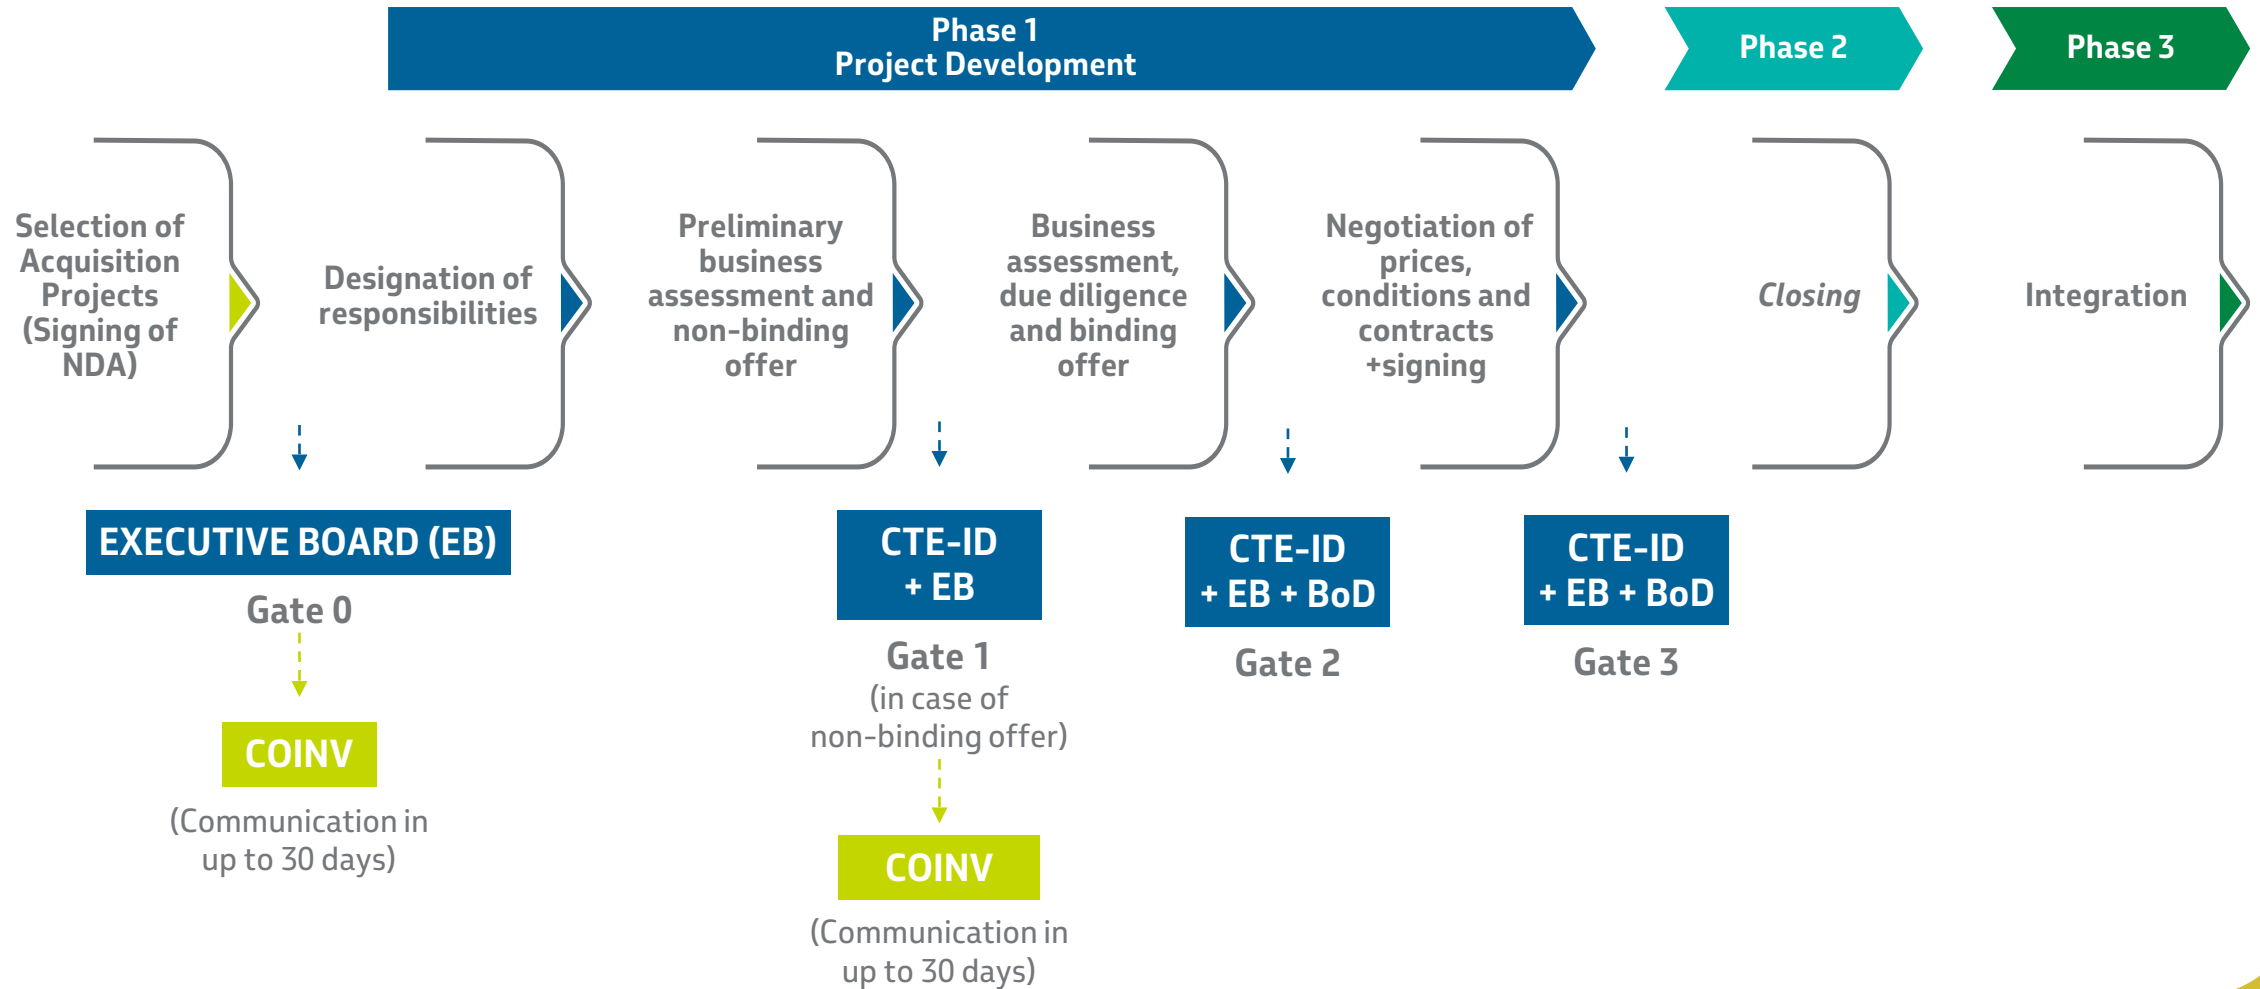 Phase 1
Project Development
Phase 2
Phase 3
Selection of
Acquisition
Projects
(Signing of
NDA)
Designation of
responsibilities
Preliminary
business
assessment and
non-binding
offer
Business
assessment,
due diligence
and binding
offer
Negotiation of
prices,
conditions and
contracts
+signing
Closing
Integration
EXECUTIVE BOARD (EB)
Gate 0
COINV
(Communication in
up to 30 days)
CTE-ID
+ EB
Gate 1
(in case of
non-binding offer)
COINV
(Communication in
up to 30 days)
CTE-ID
+ EB + BoD
Gate 2
CTE-ID
+ EB + BoD
Gate 3